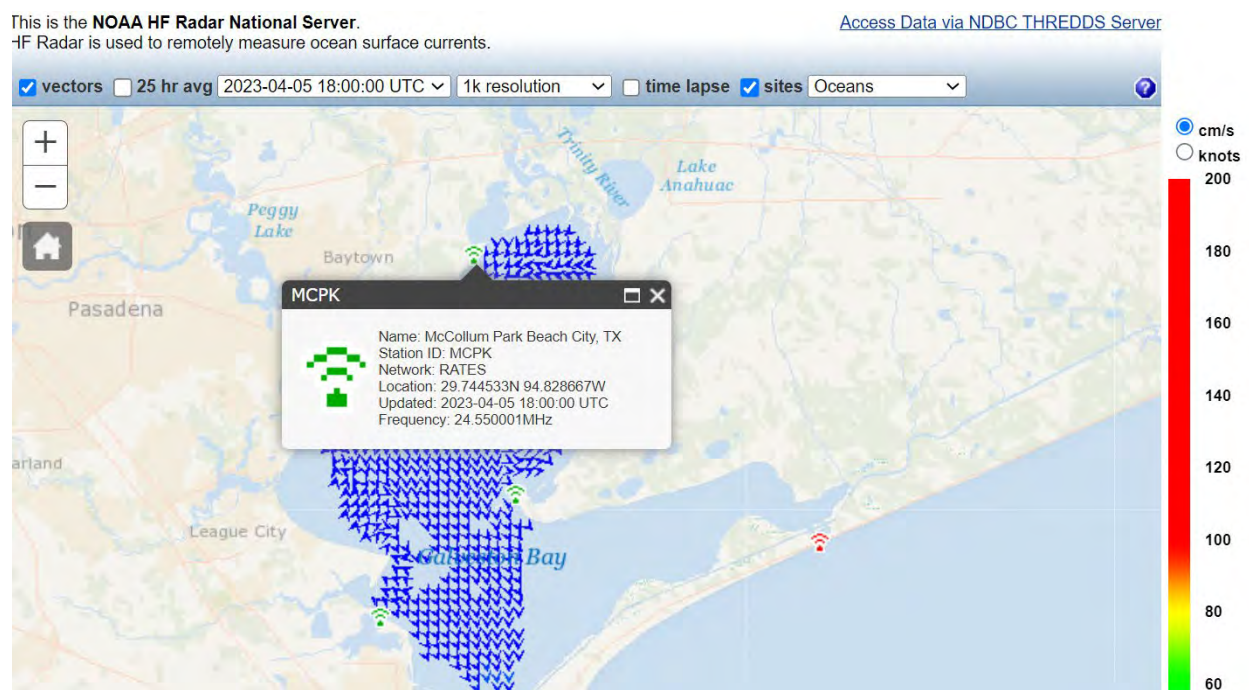 This is the NOAA HF Radar National Server.
Access Data via NDBC THREDDS Server
HF Radar is used to remotely measure ocean surface currents.
vectors 25 hr avg 2023-04-05 18:00:00 UTC 1k resolution time lapse sites Oceans ?
+
−
cm/s
knots
200
180
160
140
120
100
80
60
Trinity River
Lake
Anahuac
Peggy
Lake
Baytown
Pasadena
MCPK
Name: McCollum Park Beach City, TX
Station ID: MCPK
Network: RATES
Location: 29.744533N 94.828667W
Updated: 2023-04-05 18:00:00 UTC
Frequency: 24.550001MHz
arland
League City
Galveston Bay